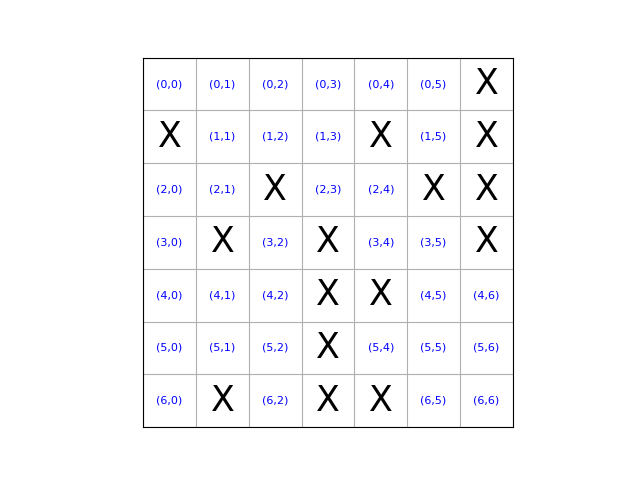 (0,0) (0,1) (0,2) (0,3) (0,4) (0,5) X
X (1,1) (1,2) (1,3) X (1,5) X
(2,0) (2,1) X (2,3) (2,4) X X
(3,0) X (3,2) X (3,4) (3,5) X
(4,0) (4,1) (4,2) X X (4,5) (4,6)
(5,0) (5,1) (5,2) X (5,4) (5,5) (5,6)
(6,0) X (6,2) X X (6,5) (6,6)